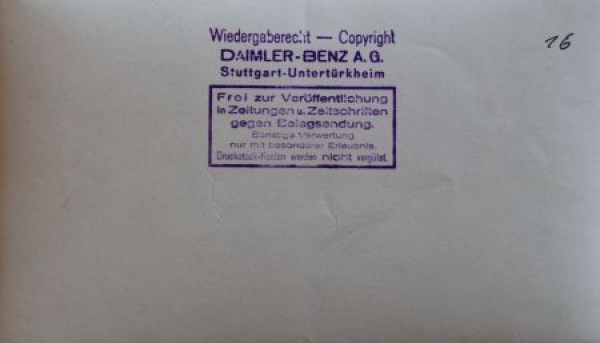 Wiedergaberecht — Copyright
DAIMLER-BENZ A.G.
Stuttgart-Untertürkheim
16
Frei zur Veröffentlichung
in Zeitungen u. Zeitschriften
gegen Belegsendung.
Sonstige Verwertung
nur mit besonderer Erlaubnis.
Druckstock-Kosten werden nicht vergütet.